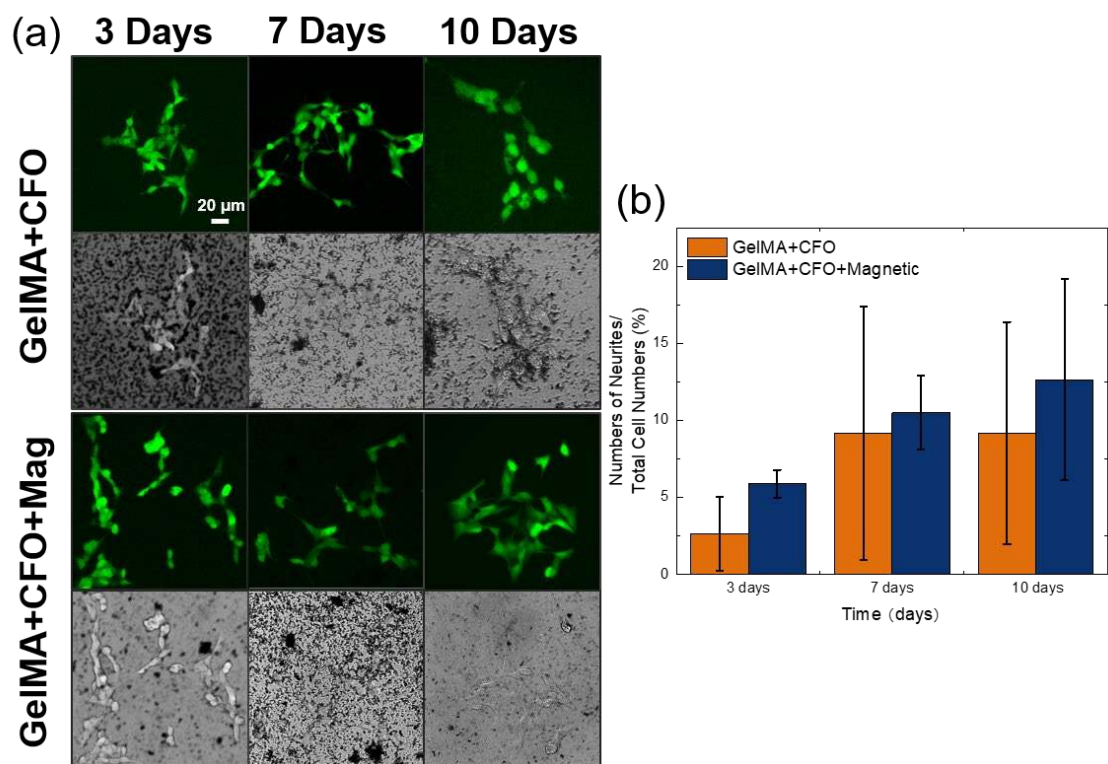 (a)
3 Days
7 Days
10 Days
GelMA+CFO
20 µm
GelMA+CFO+Mag
(b)
GelMA+CFO
GelMA+CFO+Magnetic
Numbers of Neurites/
Total Cell Numbers (%)
20
15
10
5
0
3 days
7 days
10 days
Time (days)